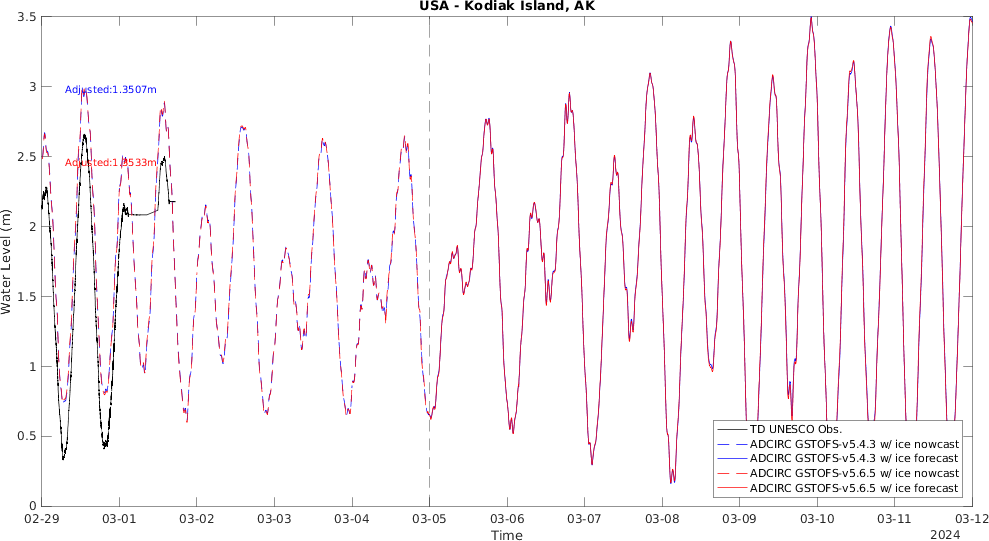 USA - Kodiak Island, AK
3.5
3
2.5
2
1.5
1
0.5
0
Water Level (m)
Adjusted:1.3507m
02-29
03-01
03-02
03-03
03-04
03-05
03-06
03-07
03-08
03-09
03-10
03-11
03-12
Time
2024
TD UNESCO Obs.
ADCIRC GSTOFS-v5.4.3 w/ ice nowcast
ADCIRC GSTOFS-v5.4.3 w/ ice forecast
ADCIRC GSTOFS-v5.6.5 w/ ice nowcast
ADCIRC GSTOFS-v5.6.5 w/ ice forecast